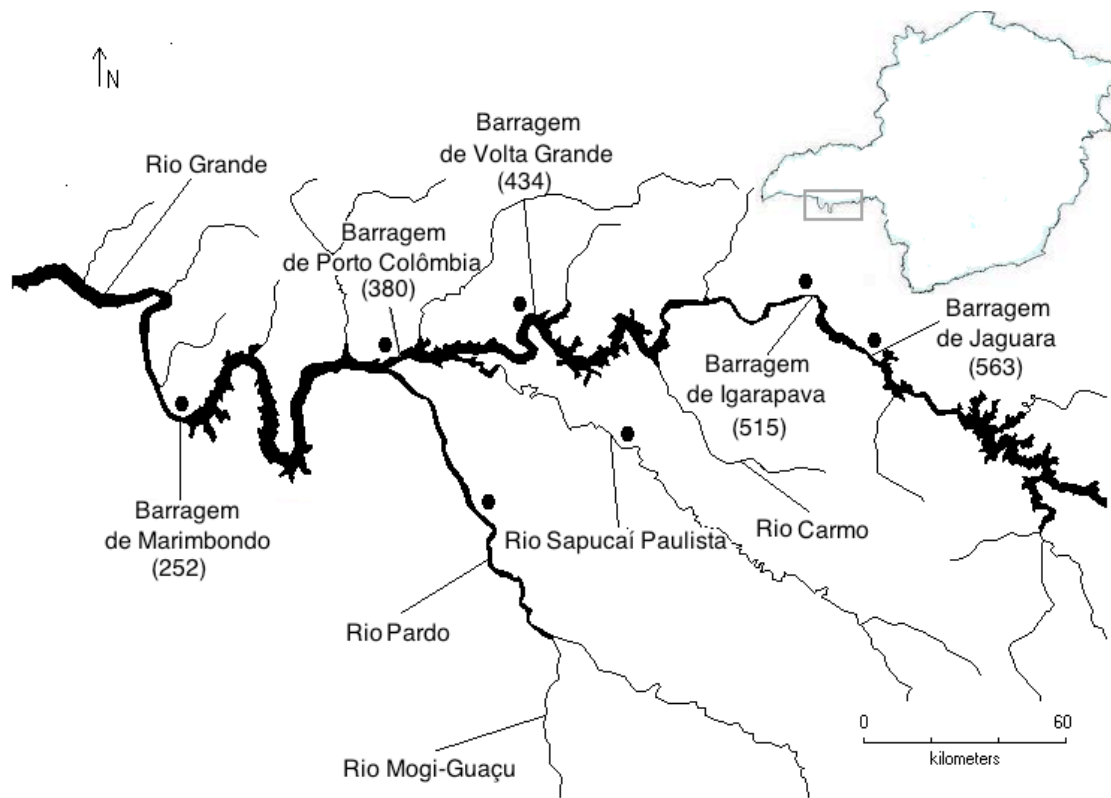 N
Barragem
de Volta Grande
(434)
Rio Grande
Barragem
de Porto Colômbia
(380)
Barragem
de Jaguara
(563)
Barragem
de Igarapava
(515)
Barragem
de Marimbondo
(252)
Rio Sapucaí Paulista
Rio Carmo
Rio Pardo
Rio Mogi-Guaçu
0 60
kilometers